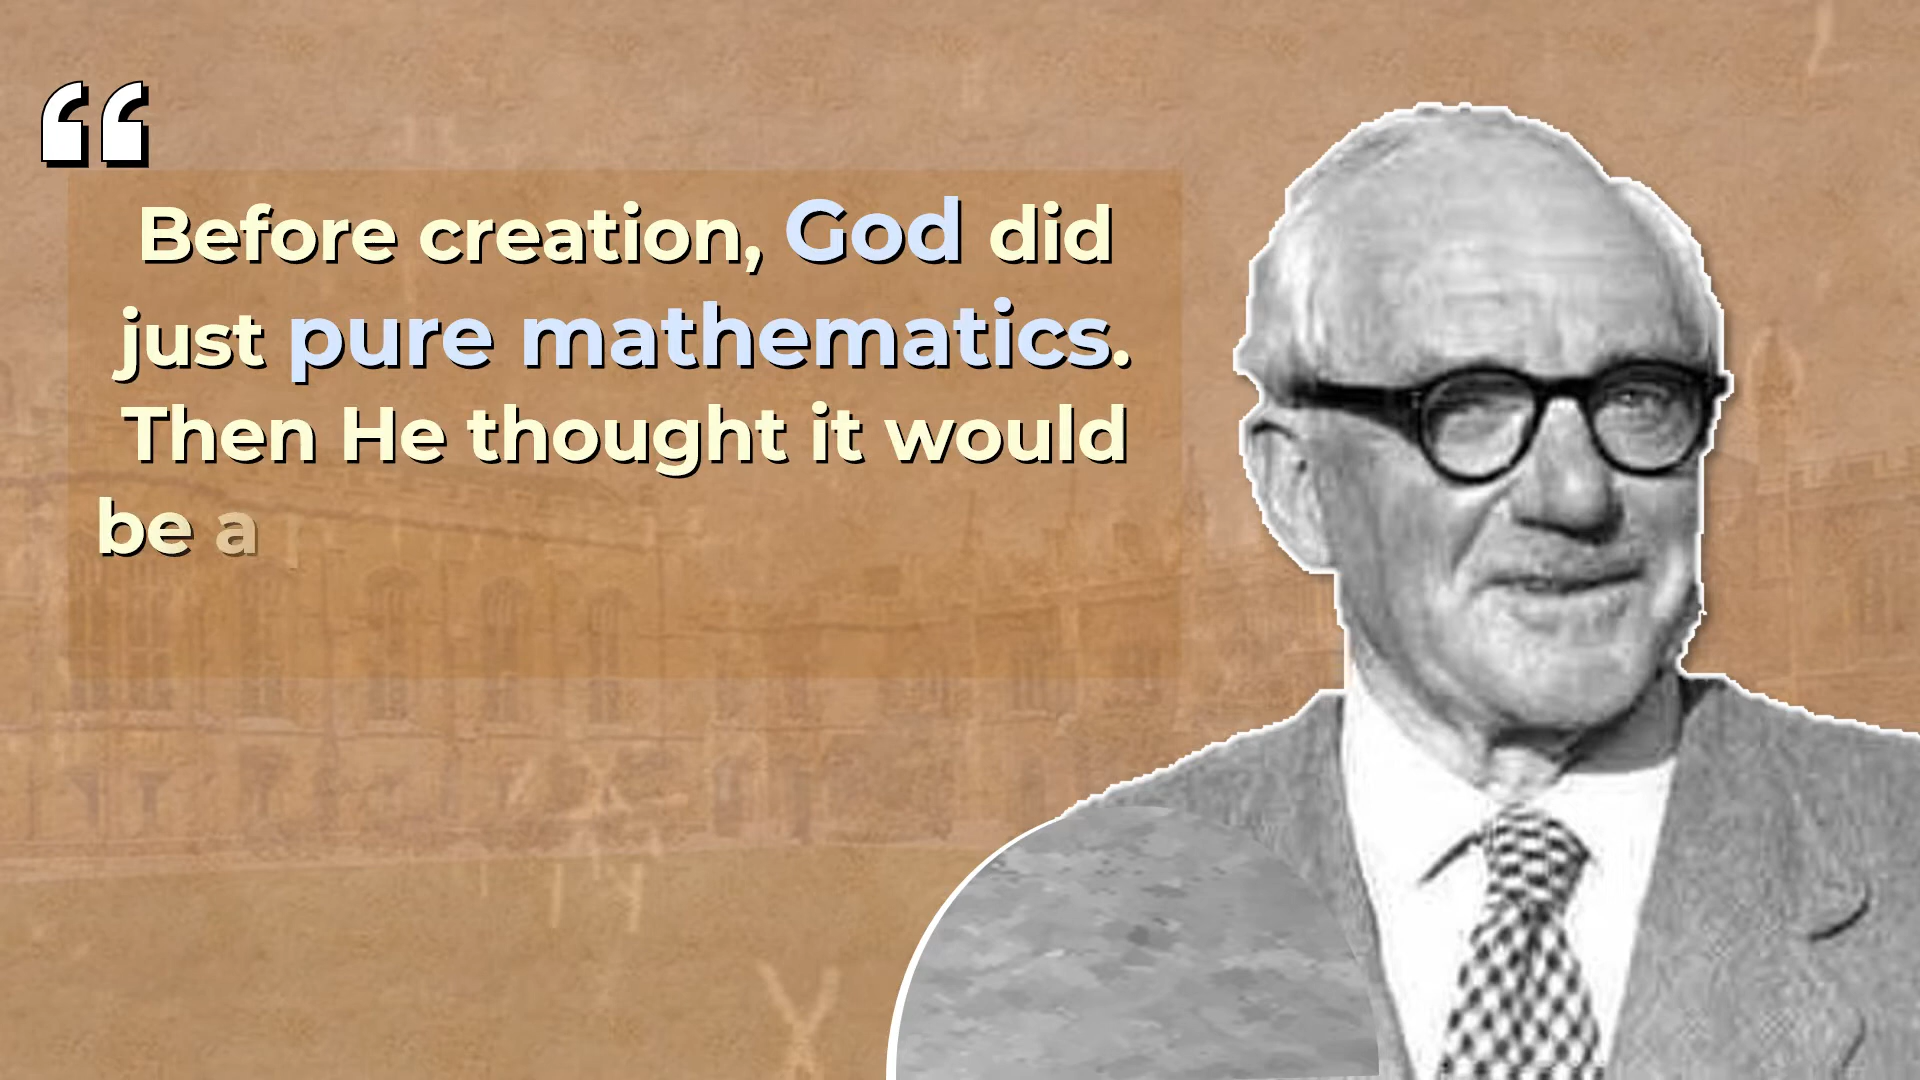 “
Before creation, God did
just pure mathematics.
Then He thought it would
be a